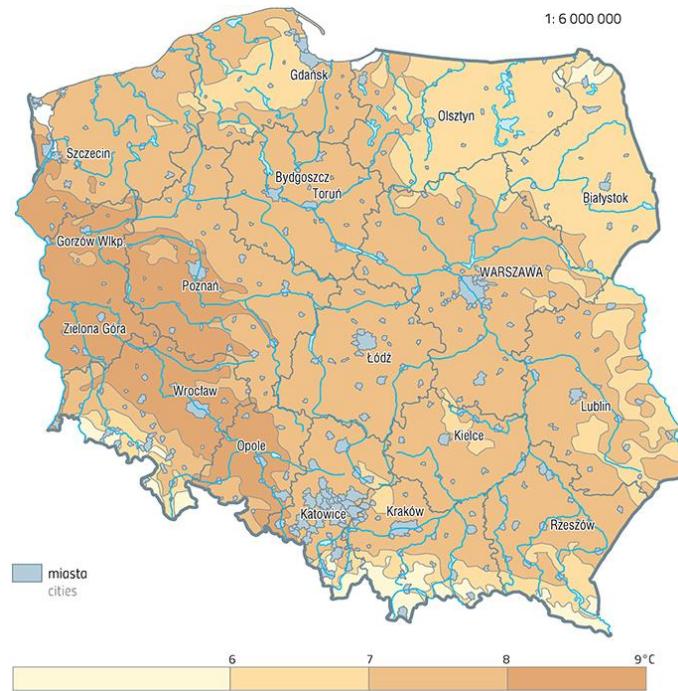 1: 6 000 000
Gdańsk
Olsztyn
Szczecin
Bydgoszcz
Toruń
Białystok
Gorzów Wlkp.
Poznań
WARSZAWA
Zielona Góra
Łódź
Wrocław
Lublin
Opole
Kielce
Katowice
Kraków
Rzeszów
miasta
cities
6 7 8 9°C